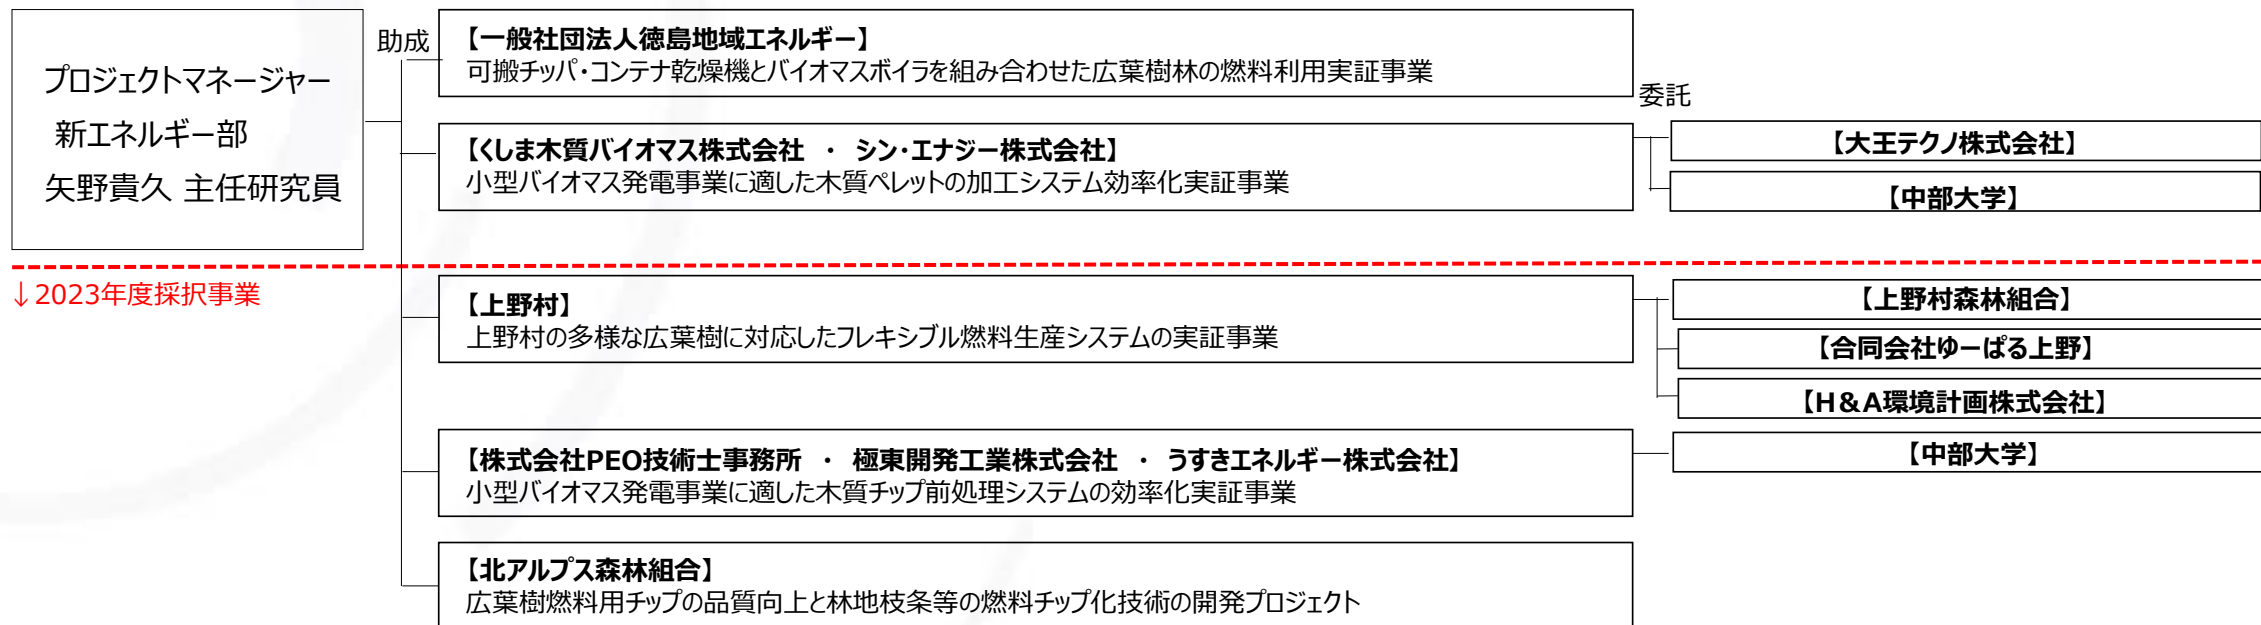 プロジェクトマネージャー
新エネルギー部
矢野貴久 主任研究員
助成
【一般社団法人徳島地域エネルギー】
可搬チッパ・コンテナ乾燥機とバイオマスボイラを組み合わせた広葉樹林の燃料利用実証事業
委託
【くしま木質バイオマス株式会社 ・ シン・エナジー株式会社】
小型バイオマス発電事業に適した木質ペレットの加工システム効率化実証事業
【大王テクノ株式会社】
【中部大学】
↓2023年度採択事業
【上野村】
上野村の多様な広葉樹に対応したフレキシブル燃料生産システムの実証事業
【上野村森林組合】
【合同会社ゆーぱる上野】
【H&A環境計画株式会社】
【株式会社PEO技術士事務所 ・ 極東開発工業株式会社 ・ うすきエネルギー株式会社】
小型バイオマス発電事業に適した木質チップ前処理システムの効率化実証事業
【中部大学】
【北アルプス森林組合】
広葉樹燃料用チップの品質向上と林地枝条等の燃料チップ化技術の開発プロジェクト